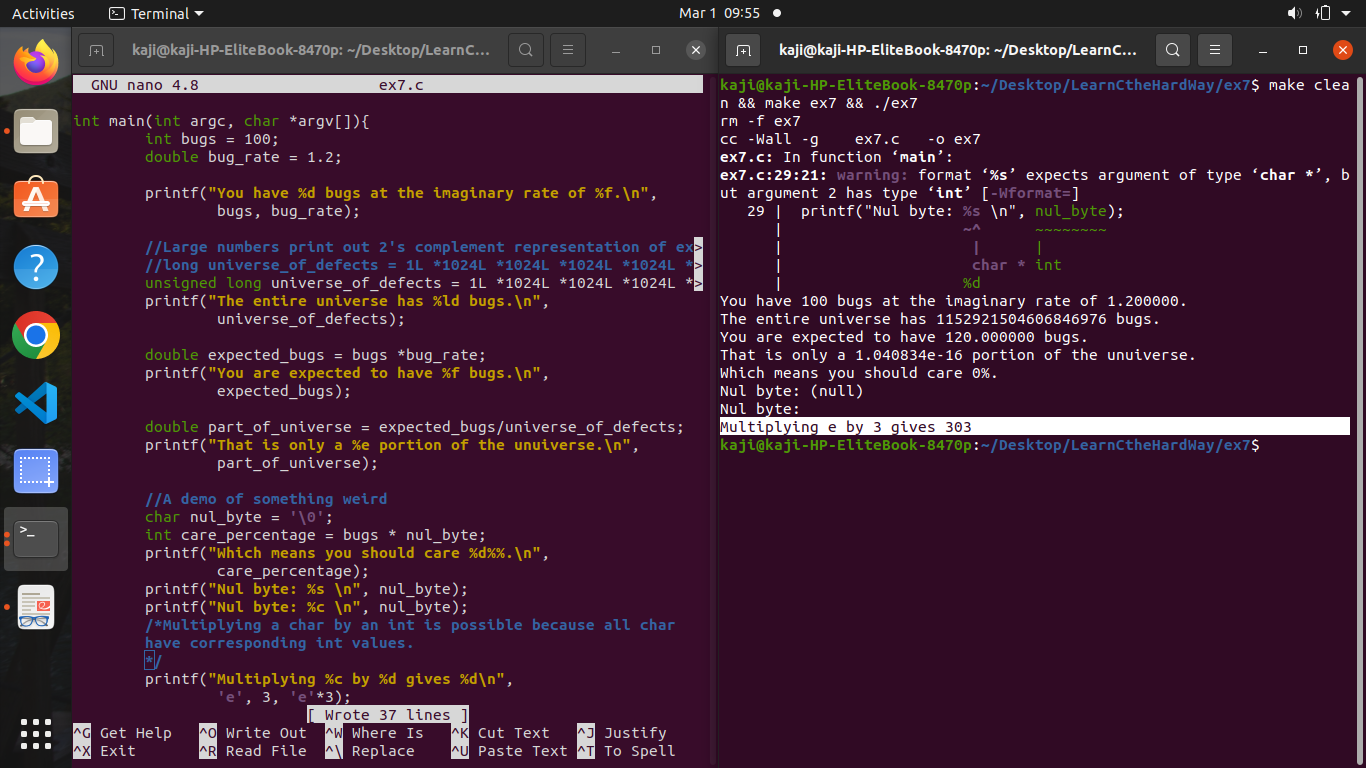 Activities
Terminal
Mar 1 09:55
kaji@kaji-HP-EliteBook-8470p: ~/Desktop/LearnC...
GNU nano 4.8 ex7.c
int main(int argc, char *argv[]){
int bugs = 100;
double bug_rate = 1.2;
printf("You have %d bugs at the imaginary rate of %f.\n",
bugs, bug_rate);
//Large numbers print out 2's complement representation of ex>
//long universe_of_defects = 1L *1024L *1024L *1024L *1024L *>
unsigned long universe_of_defects = 1L *1024L *1024L *1024L *>
printf("The entire universe has %ld bugs.\n",
universe_of_defects);
double expected_bugs = bugs *bug_rate;
printf("You are expected to have %f bugs.\n",
expected_bugs);
double part_of_universe = expected_bugs/universe_of_defects;
printf("That is only a %e portion of the unuiverse.\n",
part_of_universe);
//A demo of something weird
char nul_byte = '\0';
int care_percentage = bugs * nul_byte;
printf("Which means you should care %d%%.\n",
care_percentage);
printf("Nul byte: %s \n", nul_byte);
printf("Nul byte: %c \n", nul_byte);
/*Multiplying a char by an int is possible because all char
have corresponding int values.
*/
printf("Multiplying %c by %d gives %d\n",
'e', 3, 'e'*3);
[ Wrote 37 lines ]
^G Get Help ^O Write Out ^W Where Is ^K Cut Text ^J Justify
^X Exit ^R Read File ^\ Replace ^U Paste Text ^T To Spell
kaji@kaji-HP-EliteBook-8470p: ~/Desktop/LearnC...
kaji@kaji-HP-EliteBook-8470p:~/Desktop/LearnCtheHardWay/ex7$ make clea
n && make ex7 && ./ex7
rm -f ex7
cc -Wall -g    ex7.c   -o ex7
ex7.c: In function ‘main’:
ex7.c:29:21: warning: format ‘%s’ expects argument of type ‘char *’, b
ut argument 2 has type ‘int’ [-Wformat=]
29 |  printf("Nul byte: %s \n", nul_byte);
| ~^ ~~~~~~~~
| | |
| char * int
| %d
You have 100 bugs at the imaginary rate of 1.200000.
The entire universe has 1152921504606846976 bugs.
You are expected to have 120.000000 bugs.
That is only a 1.040834e-16 portion of the unuiverse.
Which means you should care 0%.
Nul byte: (null)
Nul byte:
Multiplying e by 3 gives 303
kaji@kaji-HP-EliteBook-8470p:~/Desktop/LearnCtheHardWay/ex7$